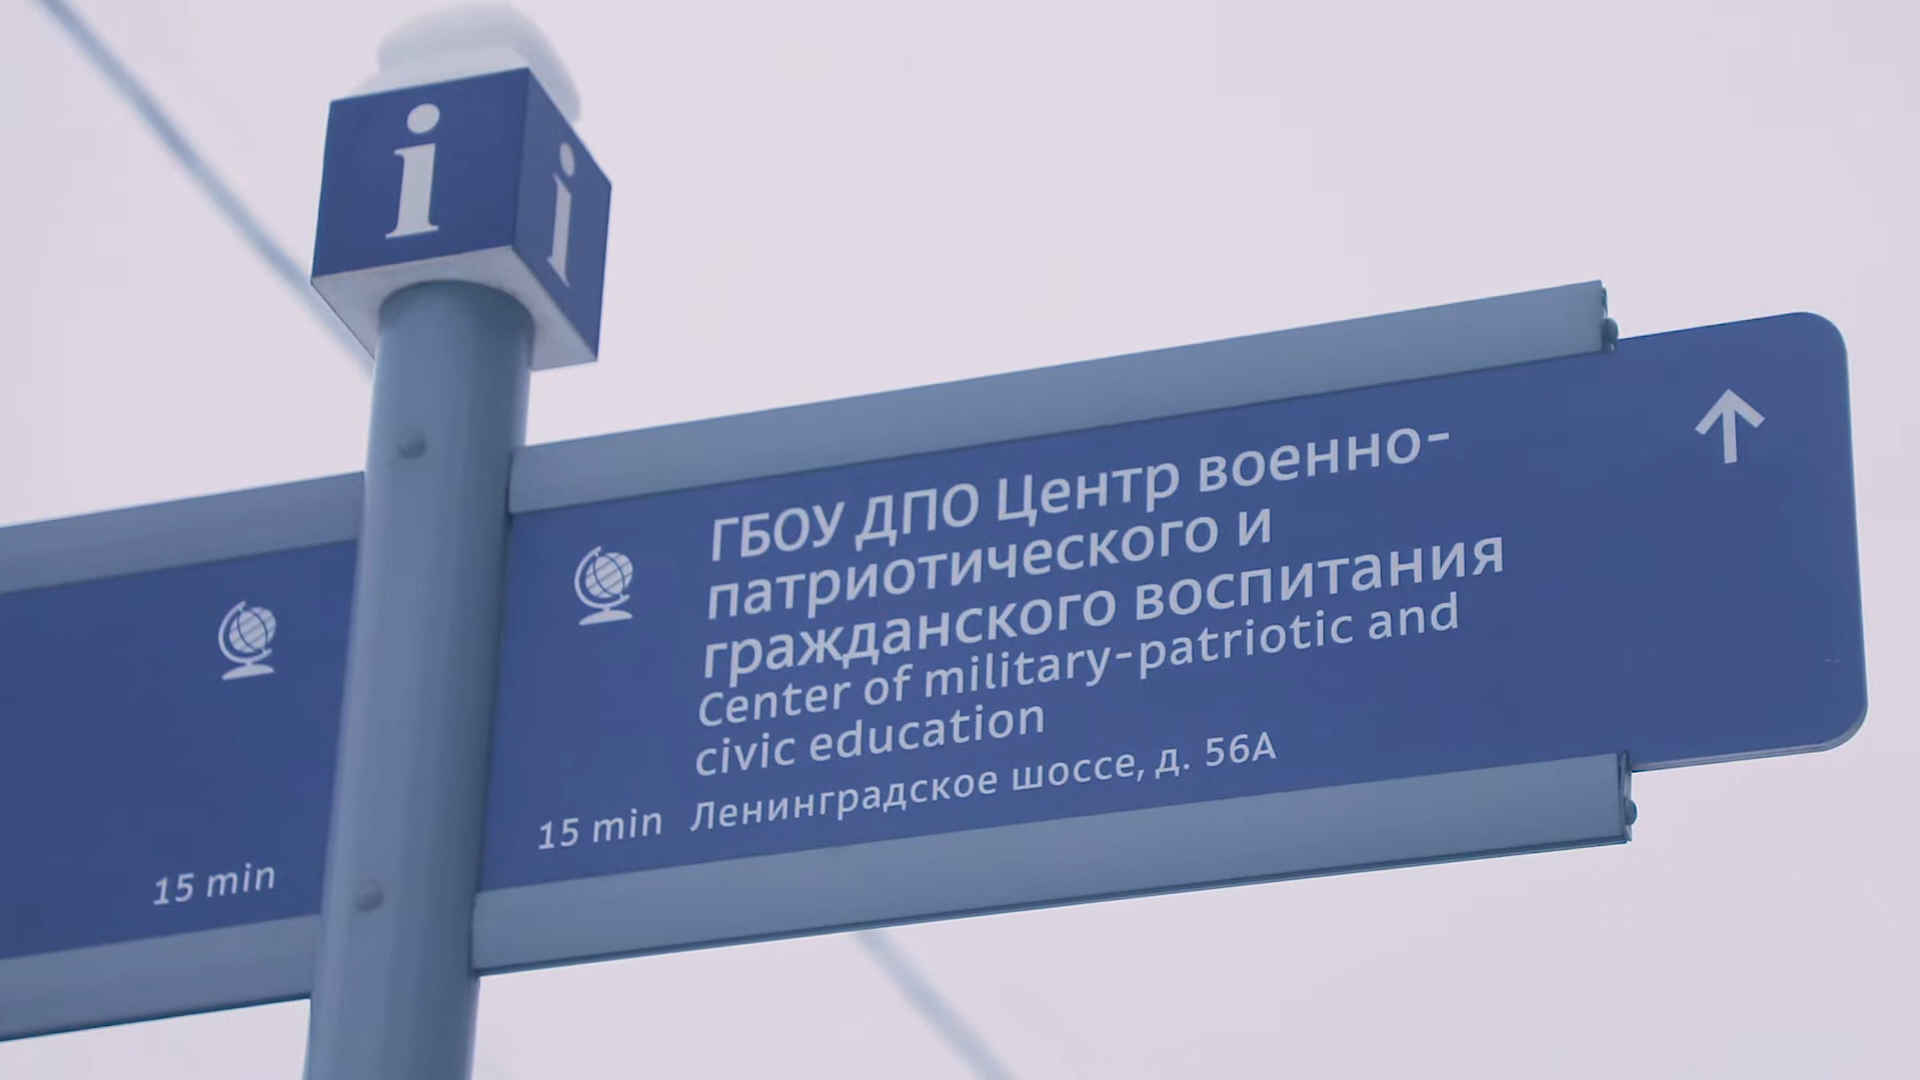 i
i
ГБОУ ДПО Центр военно-
патриотического и
гражданского воспитания
Center of military-patriotic and
civic education
15 min Ленинградское шоссе, д. 56А
15 min